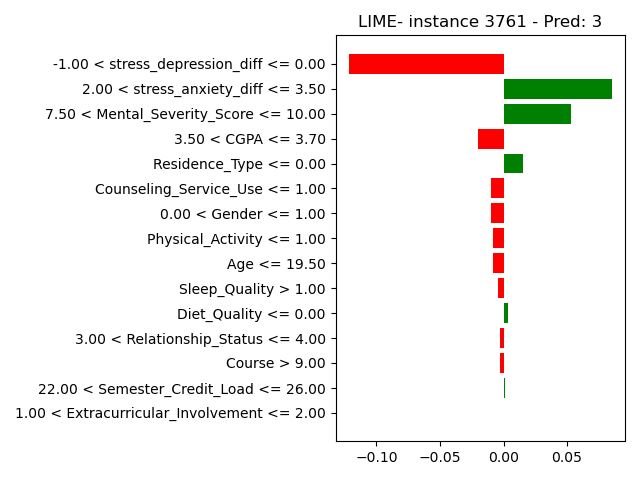 LIME- instance 3761 - Pred: 3
-1.00 < stress_depression_diff <= 0.00
2.00 < stress_anxiety_diff <= 3.50
7.50 < Mental_Severity_Score <= 10.00
3.50 < CGPA <= 3.70
Residence_Type <= 0.00
Counseling_Service_Use <= 1.00
0.00 < Gender <= 1.00
Physical_Activity <= 1.00
Age <= 19.50
Sleep_Quality > 1.00
Diet_Quality <= 0.00
3.00 < Relationship_Status <= 4.00
Course > 9.00
22.00 < Semester_Credit_Load <= 26.00
1.00 < Extracurricular_Involvement <= 2.00
−0.10 −0.05 0.00 0.05